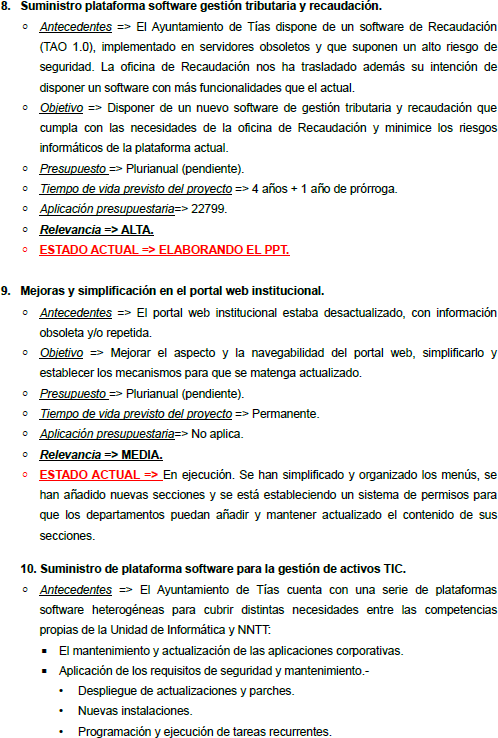 8. Suministro plataforma software gestión tributaria y recaudación.
○ Antecedentes => El Ayuntamiento de Tías dispone de un software de Recaudación
(TAO 1.0), implementado en servidores obsoletos y que suponen un alto riesgo de
seguridad. La oficina de Recaudación nos ha trasladado además su intención de
disponer un software con más funcionalidades que el actual.
○ Objetivo => Disponer de un nuevo software de gestión tributaria y recaudación que
cumpla con las necesidades de la oficina de Recaudación y minimice los riesgos
informáticos de la plataforma actual.
○ Presupuesto => Plurianual (pendiente).
○ Tiempo de vida previsto del proyecto => 4 años + 1 año de prórroga.
○ Aplicación presupuestaria=> 22799.
○ Relevancia => ALTA.
○ ESTADO ACTUAL => ELABORANDO EL PPT.
9. Mejoras y simplificación en el portal web institucional.
○ Antecedentes => El portal web institucional estaba desactualizado, con información
obsoleta y/o repetida.
○ Objetivo => Mejorar el aspecto y la navegabilidad del portal web, simplificarlo y
establecer los mecanismos para que se matenga actualizado.
○ Presupuesto => Plurianual (pendiente).
○ Tiempo de vida previsto del proyecto => Permanente.
○ Aplicación presupuestaria=> No aplica.
○ Relevancia => MEDIA.
○ ESTADO ACTUAL => En ejecución. Se han simplificado y organizado los menús, se
han añadido nuevas secciones y se está estableciendo un sistema de permisos para
que los departamentos puedan añadir y mantener actualizado el contenido de sus
secciones.
10. Suministro de plataforma software para la gestión de activos TIC.
○ Antecedentes => El Ayuntamiento de Tías cuenta con una serie de plataformas
software heterogéneas para cubrir distintas necesidades entre las competencias
propias de la Unidad de Informática y NNTT:
▪ El mantenimiento y actualización de las aplicaciones corporativas.
▪ Aplicación de los requisitos de seguridad y mantenimiento.-
• Despliegue de actualizaciones y parches.
• Nuevas instalaciones.
• Programación y ejecución de tareas recurrentes.